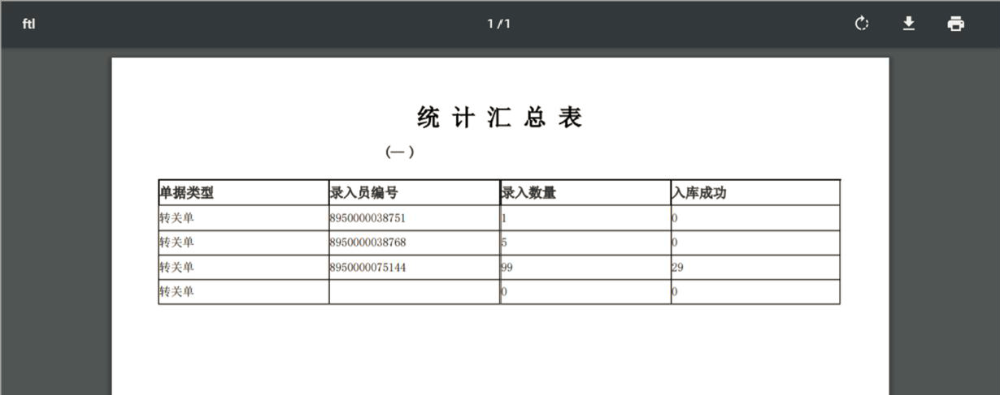 ftl 1 / 1
统计汇总表
(一)
单据类型 录入员编号 录入数量 入库成功
转关单 8950000038751 1 0
转关单 8950000038768 5 0
转关单 8950000075144 99 29
转关单 0 0